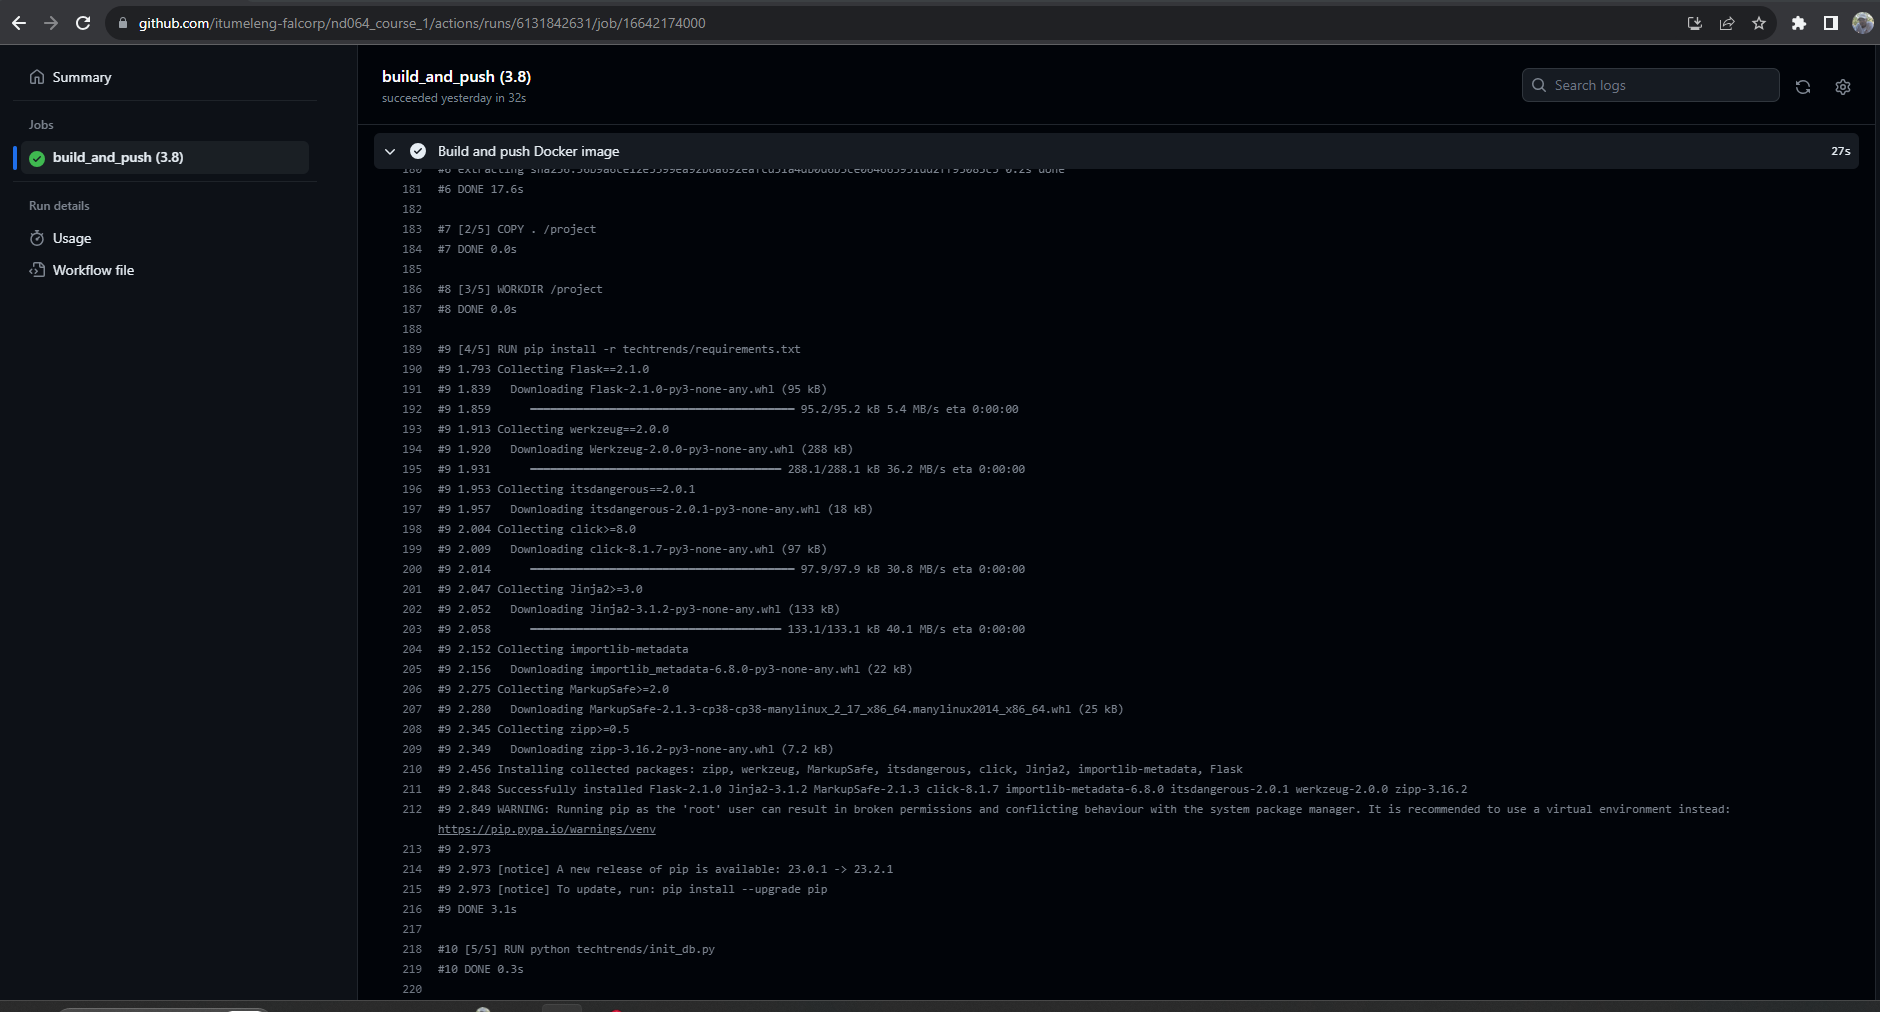 github.com/itumeleng-falcorp/nd064_course_1/actions/runs/6131842631/job/16642174000
Summary
Jobs
build_and_push (3.8)
Run details
Usage
Workflow file
build_and_push (3.8)
succeeded yesterday in 32s
Search logs
Build and push Docker image
27s
180 #6 extracting
181 #6 DONE 17.6s
182
183 #7 [2/5] COPY . /project
184 #7 DONE 0.0s
185
186 #8 [3/5] WORKDIR /project
187 #8 DONE 0.0s
188
189 #9 [4/5] RUN pip install -r techtrends/requirements.txt
190 #9 1.793 Collecting Flask==2.1.0
191 #9 1.839   Downloading Flask-2.1.0-py3-none-any.whl (95 kB)
192 #9 1.859      ━━━━━━━━━━━━━━━━━━━━━━━━━━━━━━━━━━━━━━━━ 95.2/95.2 kB 5.4 MB/s eta 0:00:00
193 #9 1.913 Collecting werkzeug==2.0.0
194 #9 1.920   Downloading Werkzeug-2.0.0-py3-none-any.whl (288 kB)
195 #9 1.931      ━━━━━━━━━━━━━━━━━━━━━━━━━━━━━━━━━━━━━━ 288.1/288.1 kB 36.2 MB/s eta 0:00:00
196 #9 1.953 Collecting itsdangerous==2.0.1
197 #9 1.957   Downloading itsdangerous-2.0.1-py3-none-any.whl (18 kB)
198 #9 2.004 Collecting click>=8.0
199 #9 2.009   Downloading click-8.1.7-py3-none-any.whl (97 kB)
200 #9 2.014      ━━━━━━━━━━━━━━━━━━━━━━━━━━━━━━━━━━━━━━━━ 97.9/97.9 kB 30.8 MB/s eta 0:00:00
201 #9 2.047 Collecting Jinja2>=3.0
202 #9 2.052   Downloading Jinja2-3.1.2-py3-none-any.whl (133 kB)
203 #9 2.058      ━━━━━━━━━━━━━━━━━━━━━━━━━━━━━━━━━━━━━━ 133.1/133.1 kB 40.1 MB/s eta 0:00:00
204 #9 2.152 Collecting importlib-metadata
205 #9 2.156   Downloading importlib_metadata-6.8.0-py3-none-any.whl (22 kB)
206 #9 2.275 Collecting MarkupSafe>=2.0
207 #9 2.280   Downloading MarkupSafe-2.1.3-cp38-cp38-manylinux_2_17_x86_64.manylinux2014_x86_64.whl (25 kB)
208 #9 2.345 Collecting zipp>=0.5
209 #9 2.349   Downloading zipp-3.16.2-py3-none-any.whl (7.2 kB)
210 #9 2.456 Installing collected packages: zipp, werkzeug, MarkupSafe, itsdangerous, click, Jinja2, importlib-metadata, Flask
211 #9 2.848 Successfully installed Flask-2.1.0 Jinja2-3.1.2 MarkupSafe-2.1.3 click-8.1.7 importlib-metadata-6.8.0 itsdangerous-2.0.1 werkzeug-2.0.0 zipp-3.16.2
212 #9 2.849 WARNING: Running pip as the 'root' user can result in broken permissions and conflicting behaviour with the system package manager. It is recommended to use a virtual environment instead:
https://pip.pypa.io/warnings/venv
213 #9 2.973
214 #9 2.973 [notice] A new release of pip is available: 23.0.1 -> 23.2.1
215 #9 2.973 [notice] To update, run: pip install --upgrade pip
216 #9 DONE 3.1s
217
218 #10 [5/5] RUN python techtrends/init_db.py
219 #10 DONE 0.3s
220